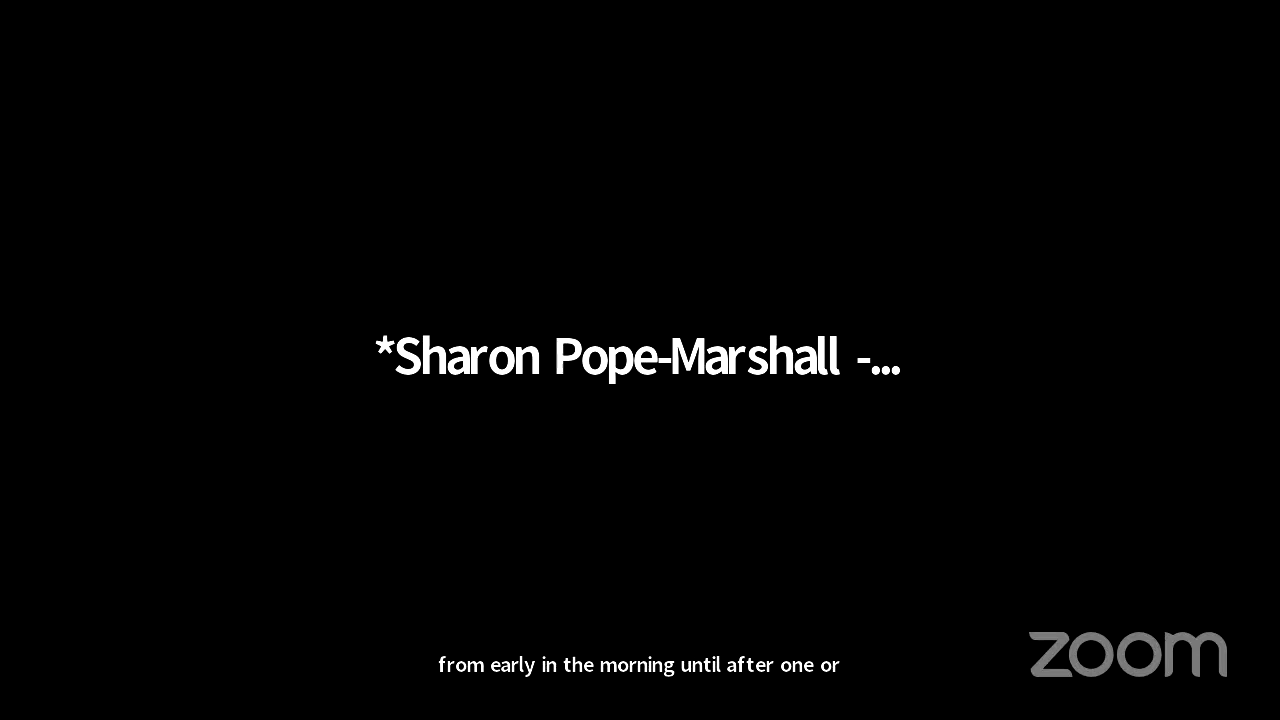 *Sharon Pope-Marshall -...
from early in the morning until after one or
zoom